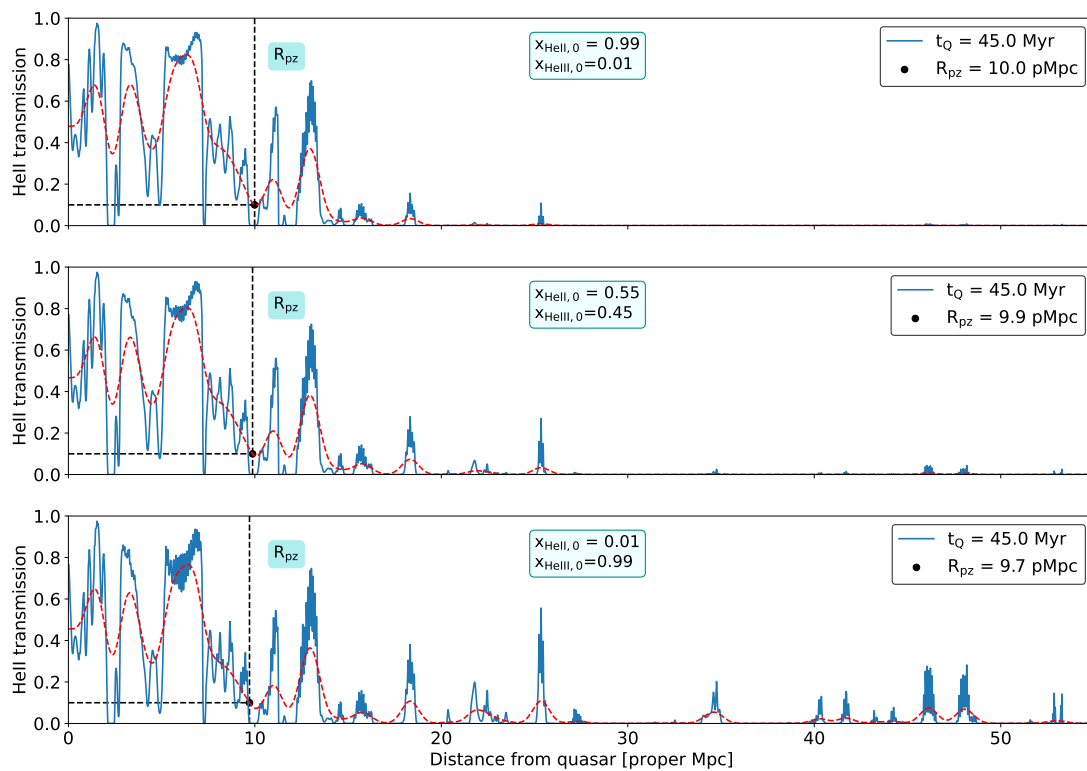 HeII transmission
1.0
0.8
0.6
0.4
0.2
0.0
R_pz
x_HeII, 0 = 0.99
x_HeIII, 0=0.01
t_Q = 45.0 Myr
R_pz = 10.0 pMpc
HeII transmission
1.0
0.8
0.6
0.4
0.2
0.0
R_pz
x_HeII, 0 = 0.55
x_HeIII, 0=0.45
t_Q = 45.0 Myr
R_pz = 9.9 pMpc
HeII transmission
1.0
0.8
0.6
0.4
0.2
0.0
R_pz
x_HeII, 0 = 0.01
x_HeIII, 0=0.99
t_Q = 45.0 Myr
R_pz = 9.7 pMpc
0 10 20 30 40 50
Distance from quasar [proper Mpc]